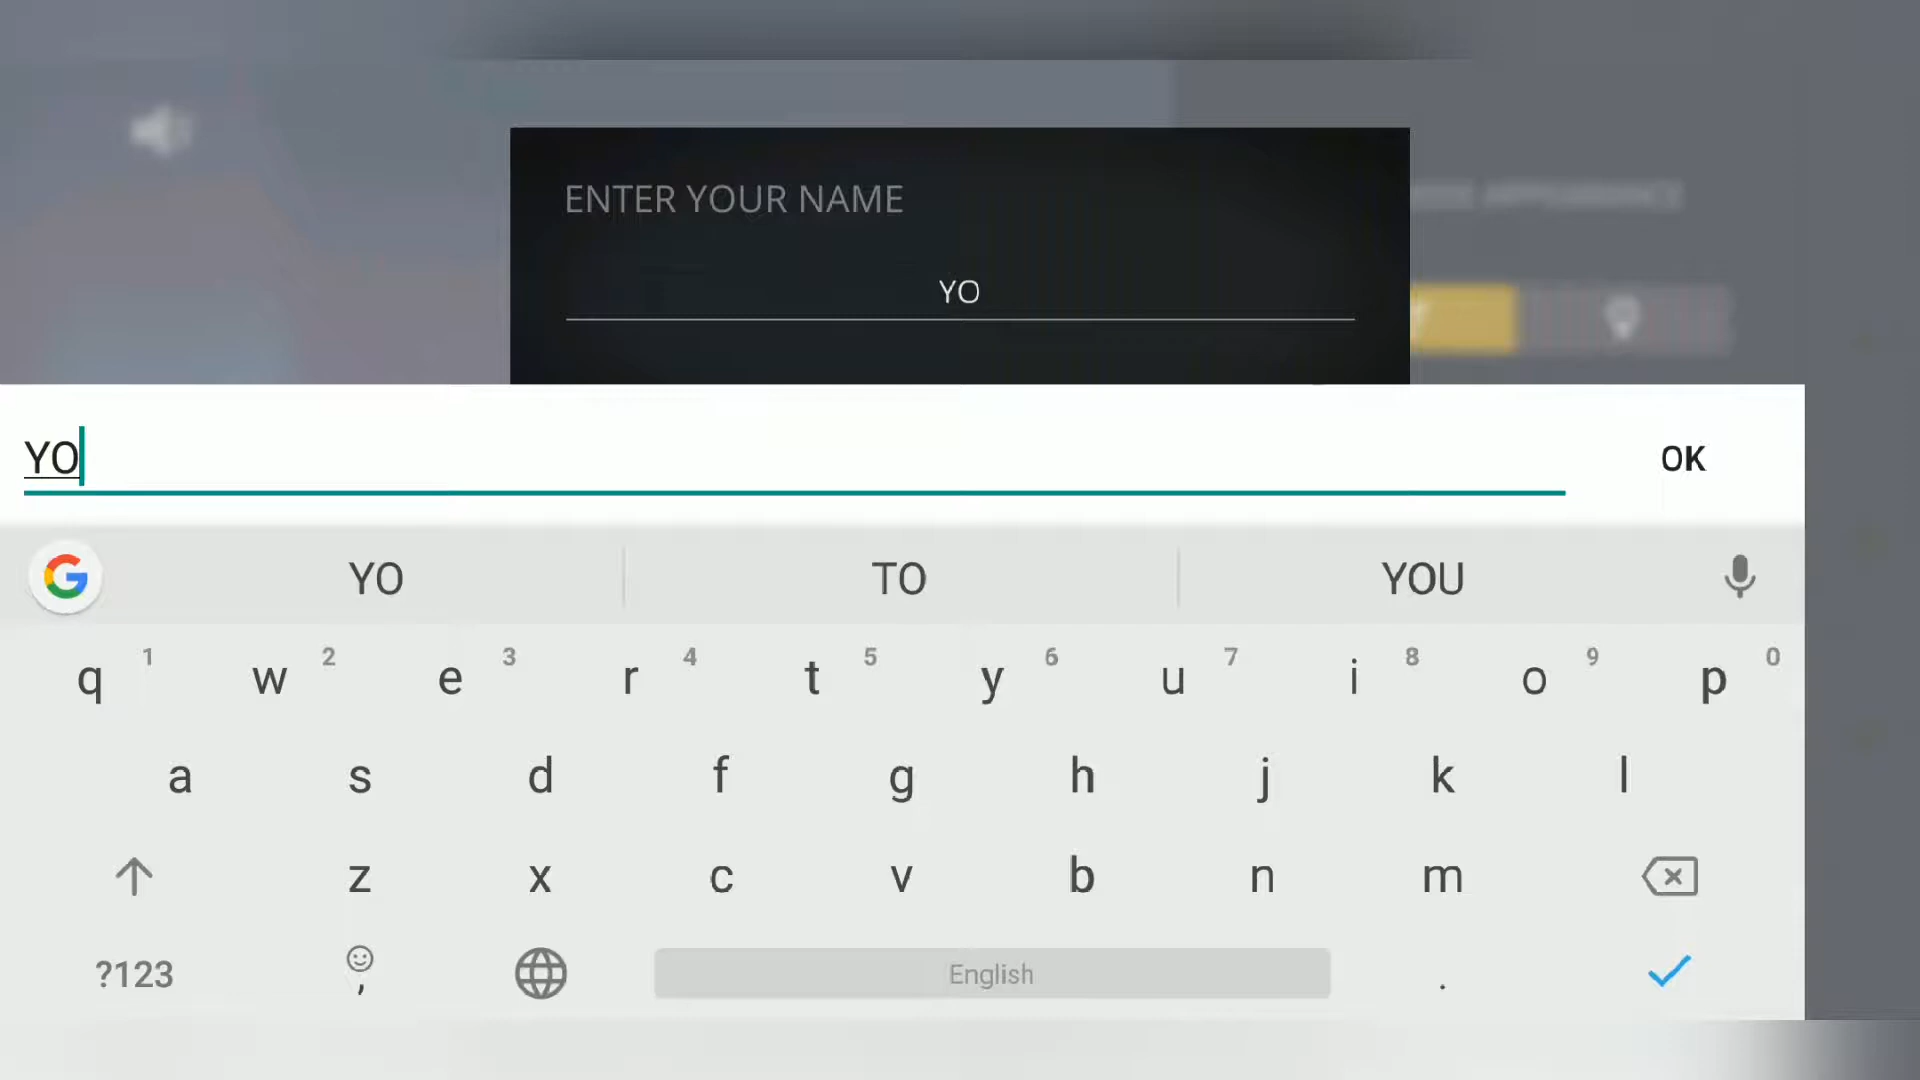 ENTER YOUR NAME
APPEARANCE
YO
YO
OK
YO TO YOU
q 1 w 2 e 3 r 4 t 5 y 6 u 7 i 8 o 9 p 0
a s d f g h j k l
z x c v b n m
?123 , English .